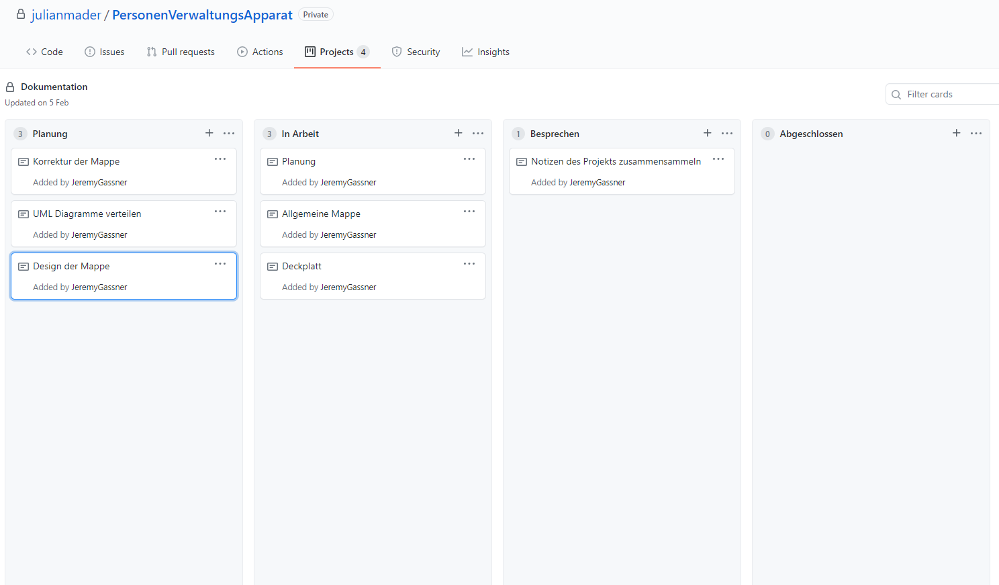 julianmader / PersonenVerwaltungsApparat Private
Code Issues Pull requests Actions Projects 4 Security Insights
Dokumentation
Updated on 5 Feb
Filter cards
3 Planung
Korrektur der Mappe
Added by JeremyGassner
UML Diagramme verteilen
Added by JeremyGassner
Design der Mappe
Added by JeremyGassner
3 In Arbeit
Planung
Added by JeremyGassner
Allgemeine Mappe
Added by JeremyGassner
Deckplatt
Added by JeremyGassner
1 Besprechen
Notizen des Projekts zusammensammeln
Added by JeremyGassner
0 Abgeschlossen